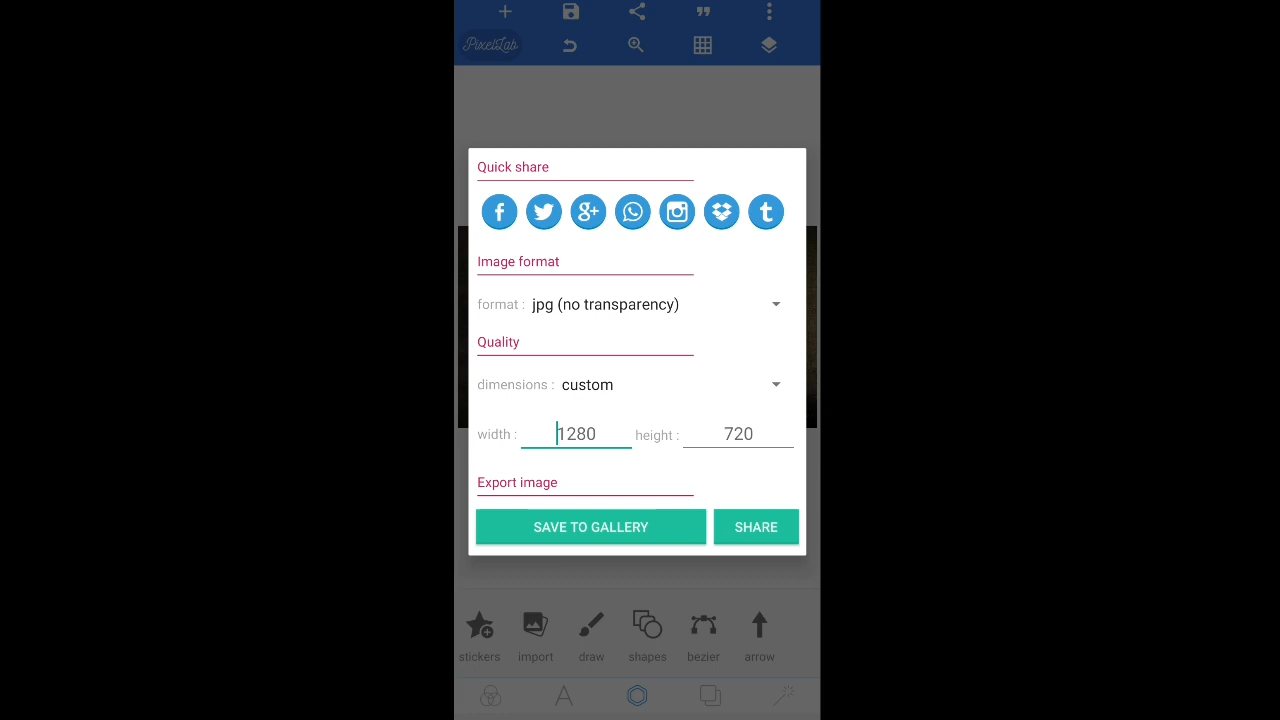 PixelLab
Quick share
Image format
format : jpg (no transparency)
Quality
dimensions : custom
width : 1280 height : 720
Export image
SAVE TO GALLERY SHARE
stickers import draw shapes bezier arrow